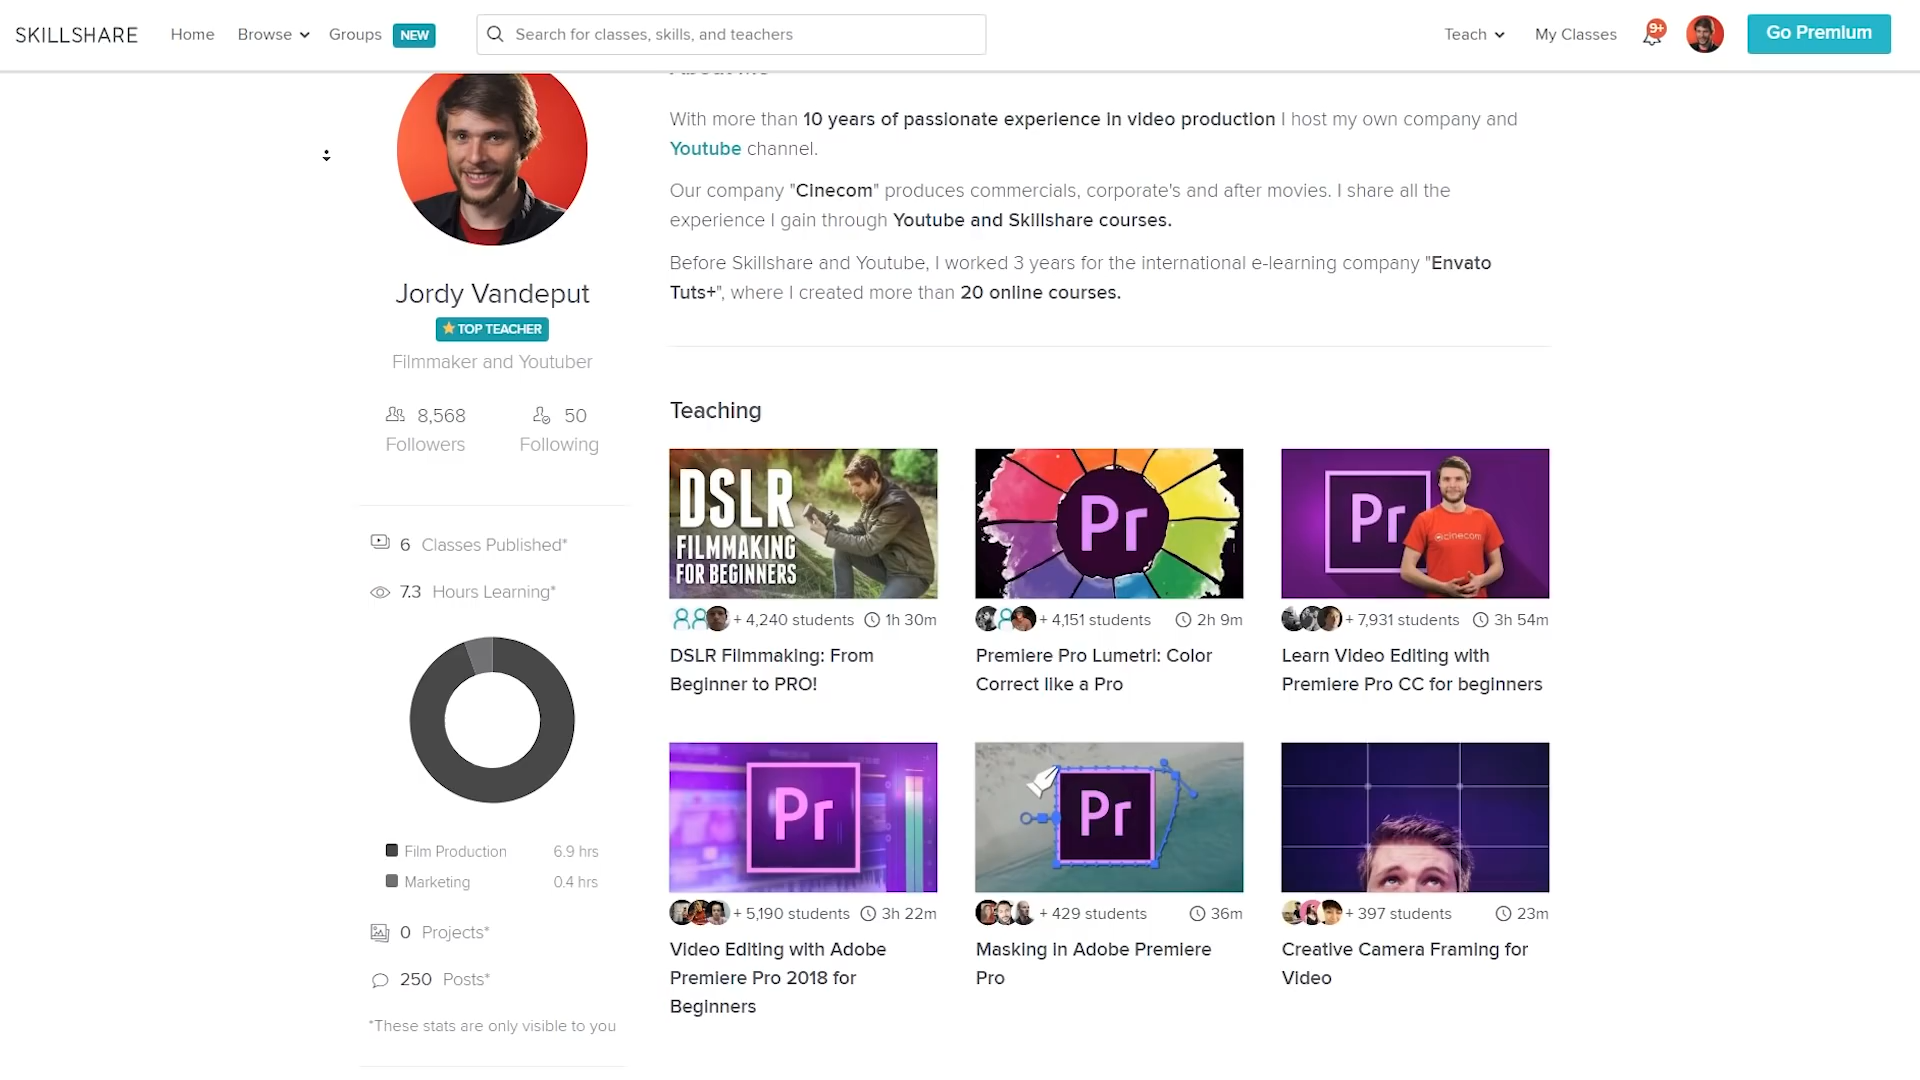 SKILLSHARE Home Browse Groups NEW Search for classes, skills, and teachers Teach My Classes 9+ Go Premium
About Me
With more than 10 years of passionate experience in video production I host my own company and
Youtube channel.
Our company "Cinecom" produces commercials, corporate's and after movies. I share all the
experience I gain through Youtube and Skillshare courses.
Before Skillshare and Youtube, I worked 3 years for the international e-learning company "Envato
Tuts+", where I created more than 20 online courses.
Jordy Vandeput
TOP TEACHER
Filmmaker and Youtuber
8,568 50
Followers Following
6 Classes Published*
7.3 Hours Learning*
Film Production 6.9 hrs
Marketing 0.4 hrs
0 Projects*
250 Posts*
*These stats are only visible to you
Teaching
DSLR
FILMMAKING
FOR BEGINNERS
+ 4,240 students 1h 30m
DSLR Filmmaking: From
Beginner to PRO!
Pr
+ 4,151 students 2h 9m
Premiere Pro Lumetri: Color
Correct like a Pro
Pr
cinecom
+ 7,931 students 3h 54m
Learn Video Editing with
Premiere Pro CC for beginners
Pr
+ 5,190 students 3h 22m
Video Editing with Adobe
Premiere Pro 2018 for
Beginners
Pr
+ 429 students 36m
Masking in Adobe Premiere
Pro
+ 397 students 23m
Creative Camera Framing for
Video